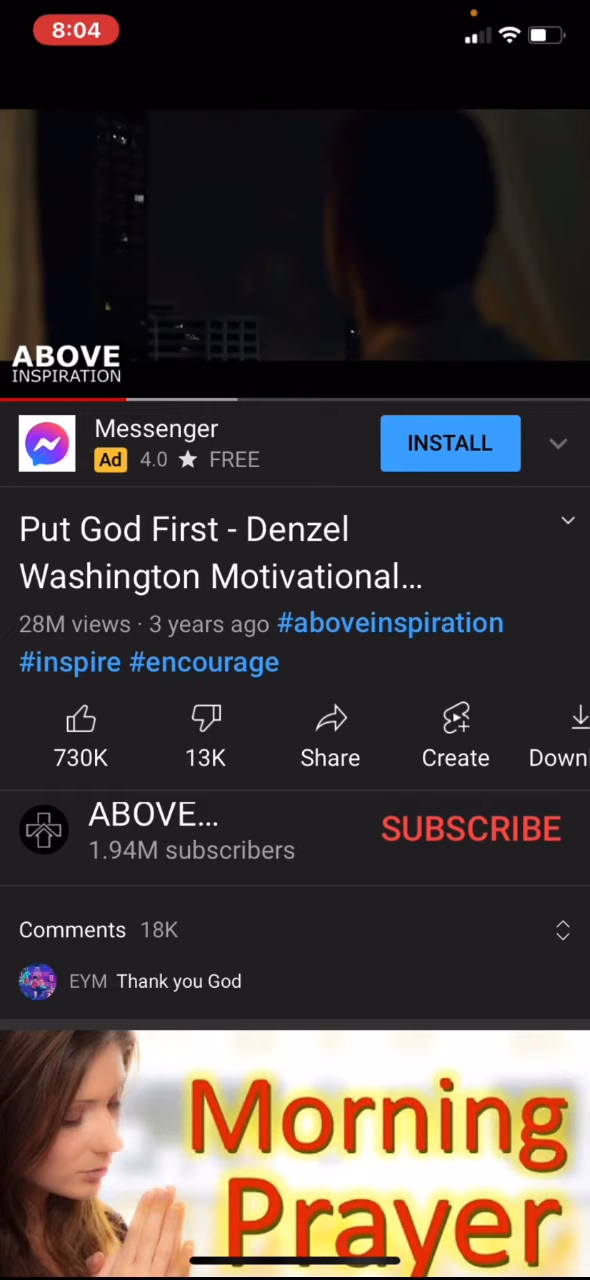 8:04
ABOVE
INSPIRATION
Messenger
Ad 4.0 ★ FREE
INSTALL
Put God First - Denzel
Washington Motivational...
28M views · 3 years ago #aboveinspiration
#inspire #encourage
730K 13K Share Create Downl
ABOVE...
1.94M subscribers
SUBSCRIBE
Comments 18K
EYM Thank you God
Morning
Prayer